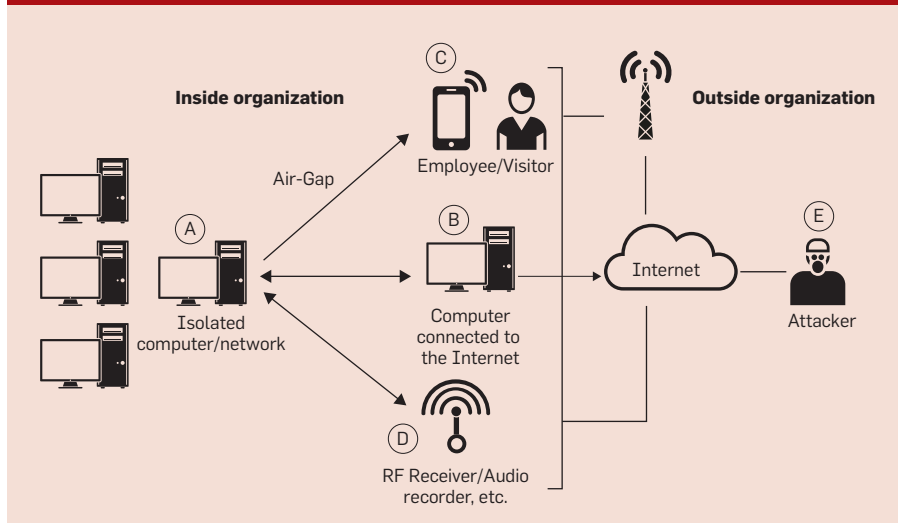 Inside organization
Outside organization
C
Employee/Visitor
Air-Gap
A
Isolated
computer/network
B
Computer
connected to
the Internet
Internet
E
Attacker
D
RF Receiver/Audio
recorder, etc.